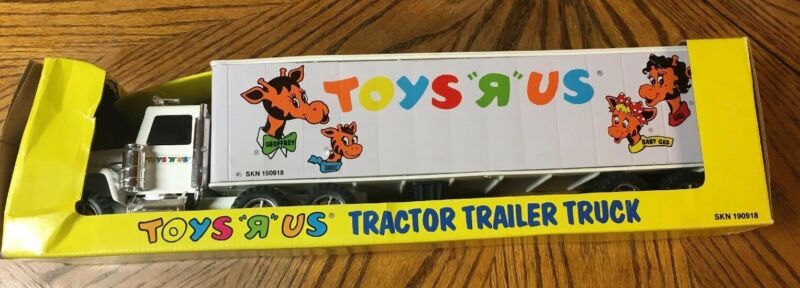 TOYS "R" US®
GEOFFREY
BABY GEE
SKN 190918
TOYS "R" US
TOYS "R" US® TRACTOR TRAILER TRUCK
SKN 190918